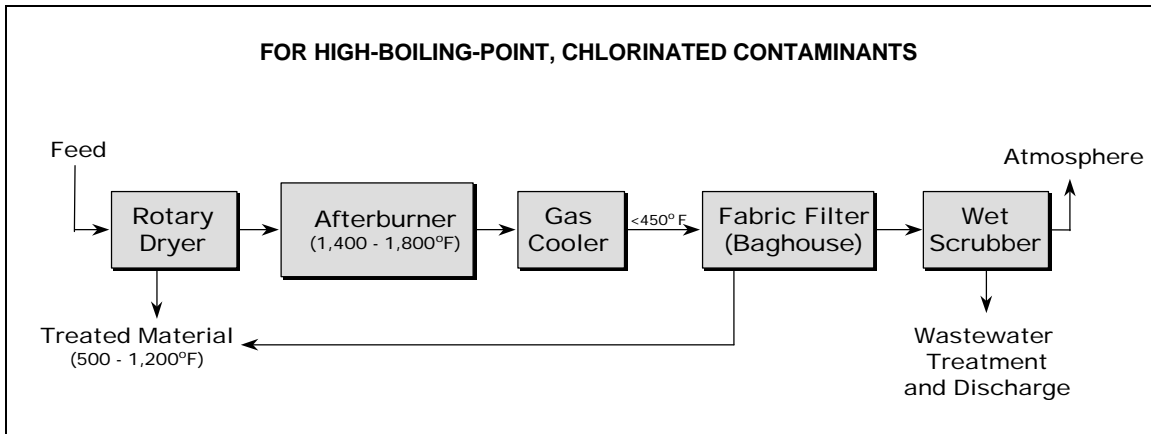 FOR HIGH-BOILING-POINT, CHLORINATED CONTAMINANTS
Feed
Atmosphere
Rotary
Dryer
Afterburner
(1,400 - 1,800°F)
Gas
Cooler
<450° F
Fabric Filter
(Baghouse)
Wet
Scrubber
Treated Material
(500 - 1,200°F)
Wastewater
Treatment
and Discharge